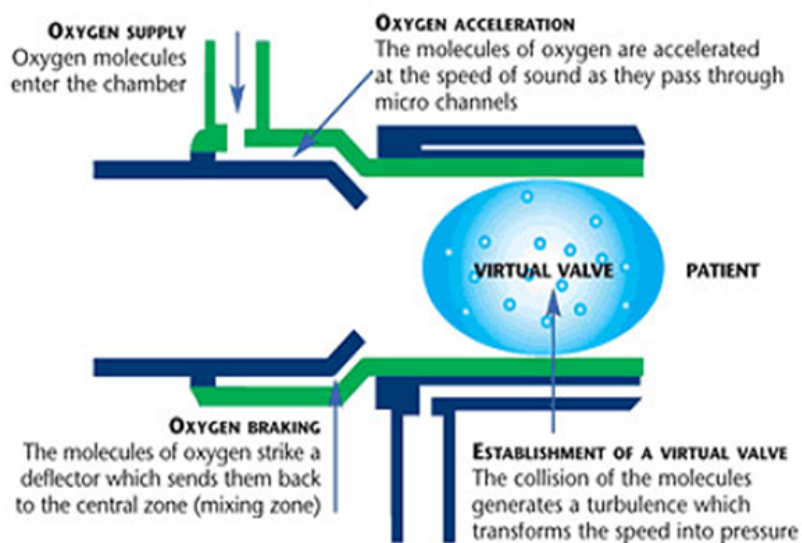 OXYGEN SUPPLY
Oxygen molecules
enter the chamber
OXYGEN ACCELERATION
The molecules of oxygen are accelerated
at the speed of sound as they pass through
micro channels
VIRTUAL VALVE
PATIENT
OXYGEN BRAKING
The molecules of oxygen strike a
deflector which sends them back
to the central zone (mixing zone)
ESTABLISHMENT OF A VIRTUAL VALVE
The collision of the molecules
generates a turbulence which
transforms the speed into pressure